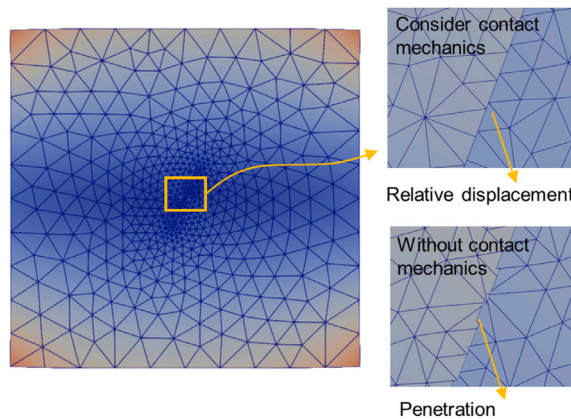 Consider contact
mechanics
Relative displacement
Without contact
mechanics
Penetration